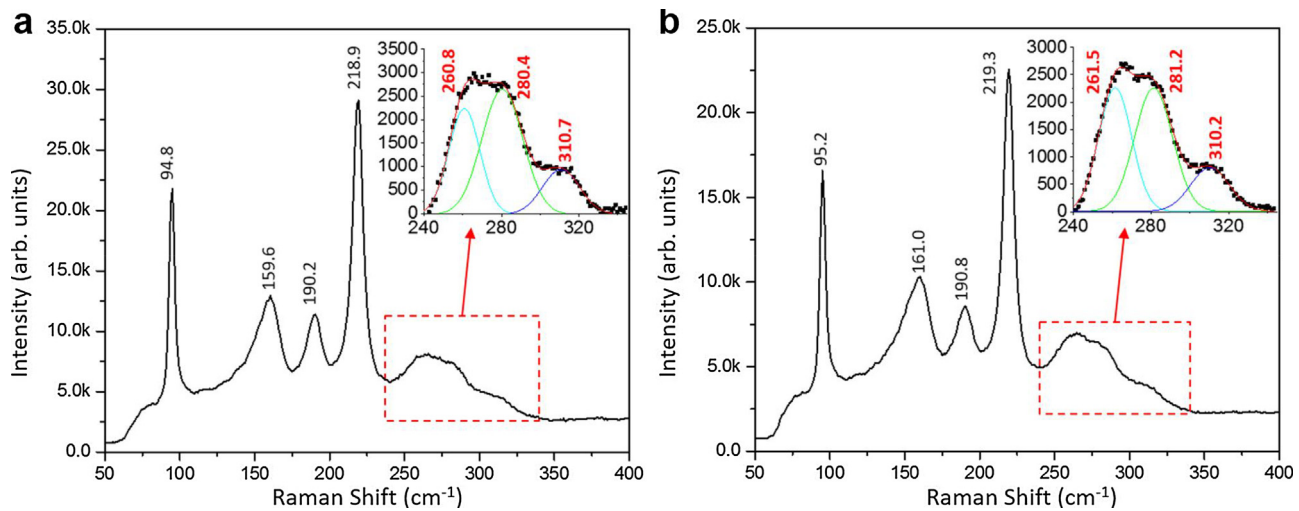 a
35.0k
30.0k
25.0k
20.0k
15.0k
10.0k
5.0k
0.0
Intensity (arb. units)
94.8
159.6
190.2
218.9
3500
3000
2500
2000
1500
1000
500
0
260.8
280.4
310.7
240 280 320
50 100 150 200 250 300 350 400
Raman Shift (cm⁻¹)
b
25.0k
20.0k
15.0k
10.0k
5.0k
0.0
Intensity (arb. units)
95.2
161.0
190.8
219.3
3000
2500
2000
1500
1000
500
0
261.5
281.2
310.2
240 280 320
50 100 150 200 250 300 350 400
Raman Shift (cm⁻¹)